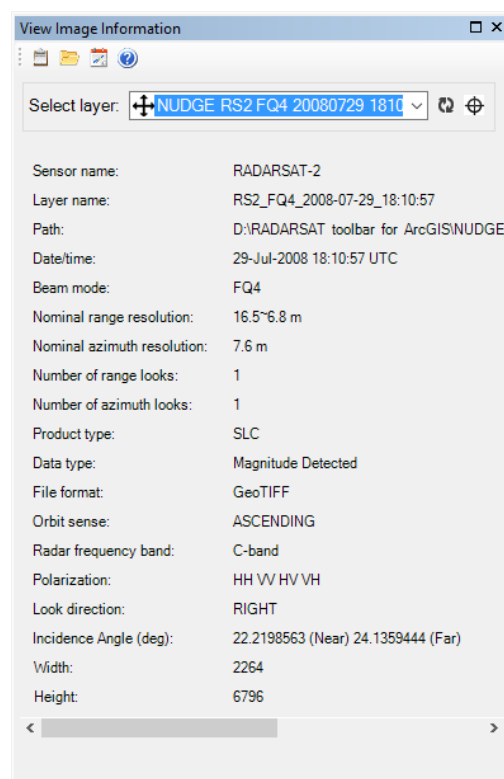 View Image Information
Select layer: NUDGE RS2 FQ4 20080729 1810
Sensor name: RADARSAT-2
Layer name: RS2_FQ4_2008-07-29_18:10:57
Path: D:\RADARSAT toolbar for ArcGIS\NUDGE
Date/time: 29-Jul-2008 18:10:57 UTC
Beam mode: FQ4
Nominal range resolution: 16.5~6.8 m
Nominal azimuth resolution: 7.6 m
Number of range looks: 1
Number of azimuth looks: 1
Product type: SLC
Data type: Magnitude Detected
File format: GeoTIFF
Orbit sense: ASCENDING
Radar frequency band: C-band
Polarization: HH VV HV VH
Look direction: RIGHT
Incidence Angle (deg): 22.2198563 (Near) 24.1359444 (Far)
Width: 2264
Height: 6796